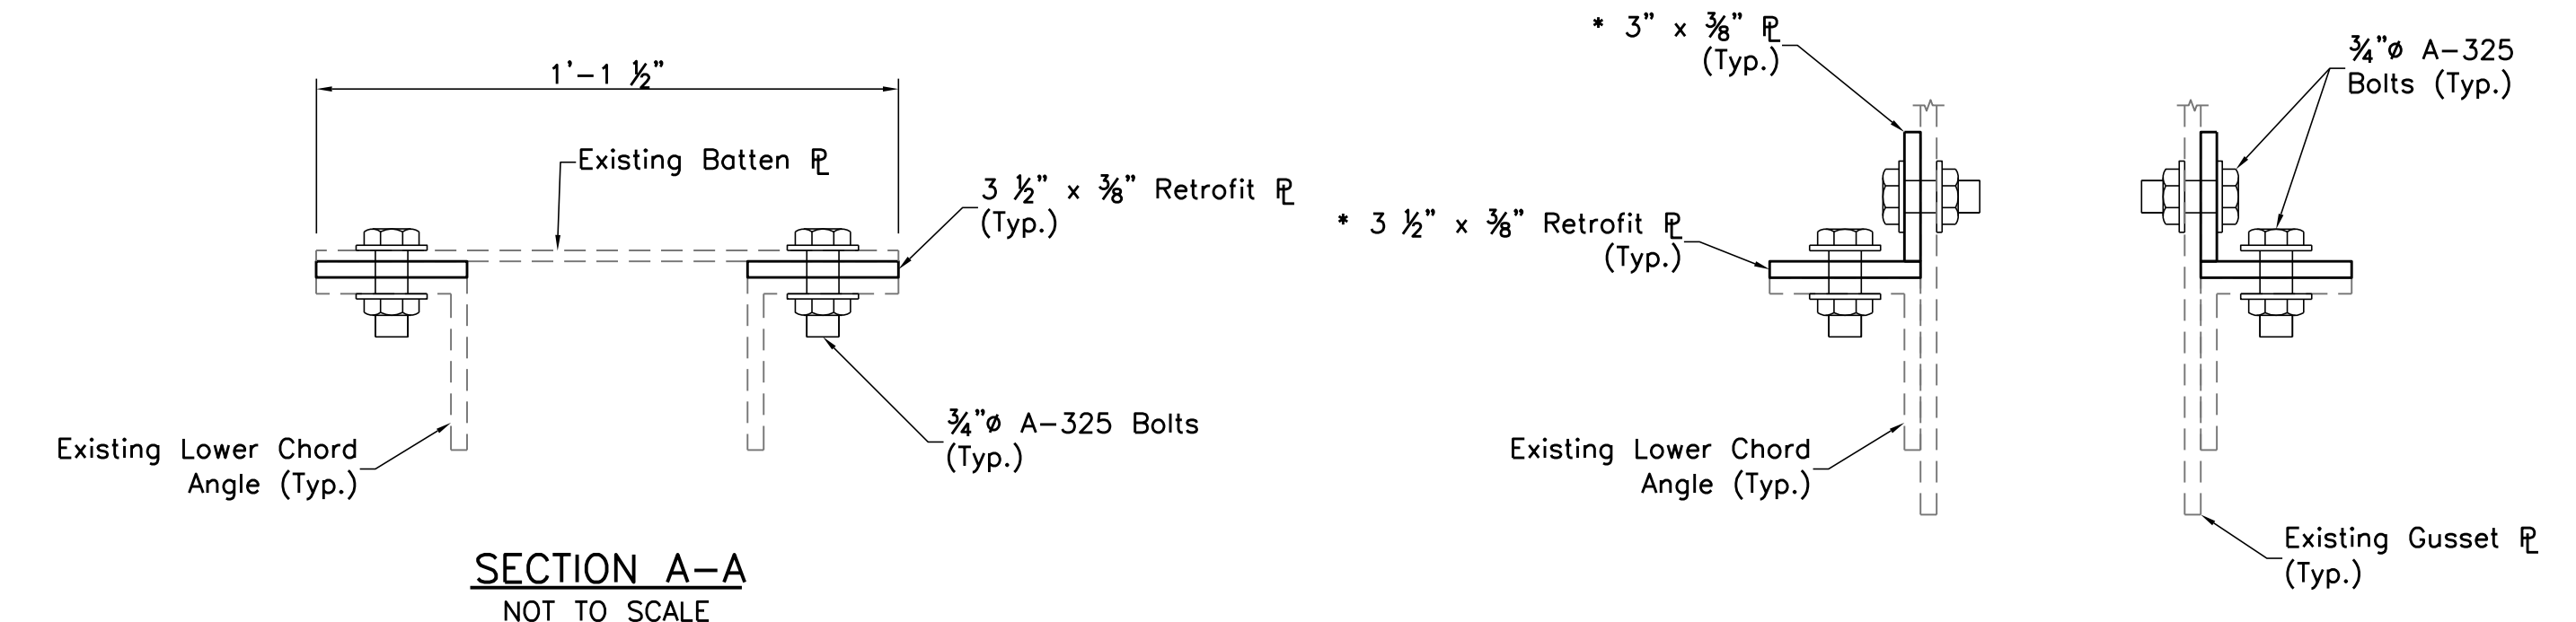 1'-1 ½"
Existing Batten ℄
3 ½" x ⅜" Retrofit ℄
(Typ.)
¾"ø A-325 Bolts
(Typ.)
Existing Lower Chord
Angle (Typ.)
SECTION A-A
NOT TO SCALE
* 3" x ⅜" ℄
(Typ.)
* 3 ½" x ⅜" Retrofit ℄
(Typ.)
¾"ø A-325
Bolts (Typ.)
Existing Lower Chord
Angle (Typ.)
Existing Gusset ℄
(Typ.)